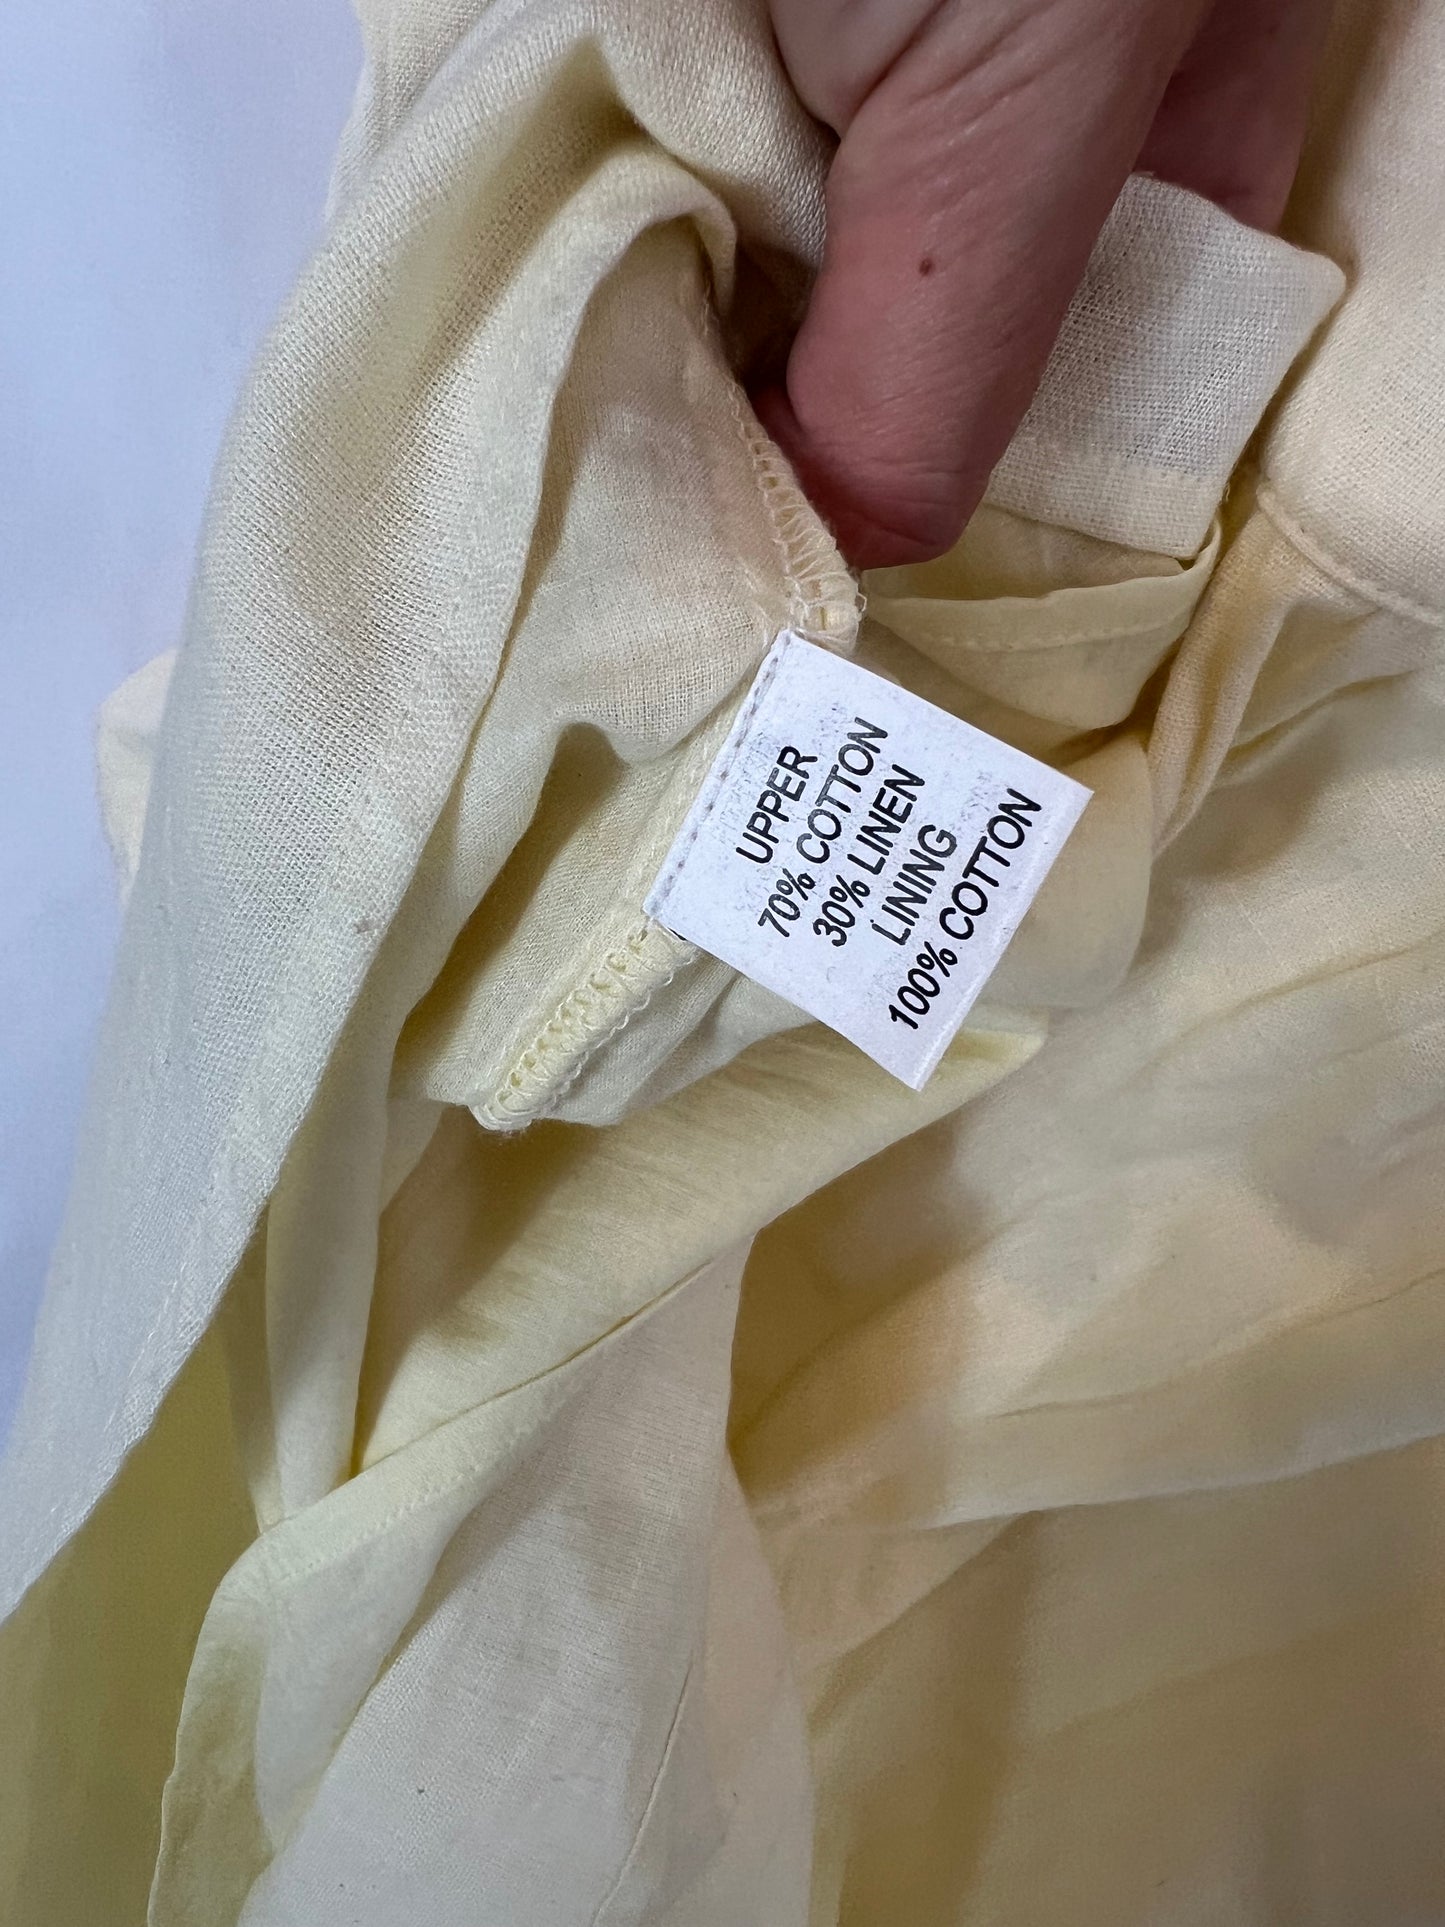 UPPER
70% COTTON
30% LINEN
LINING
100% COTTON